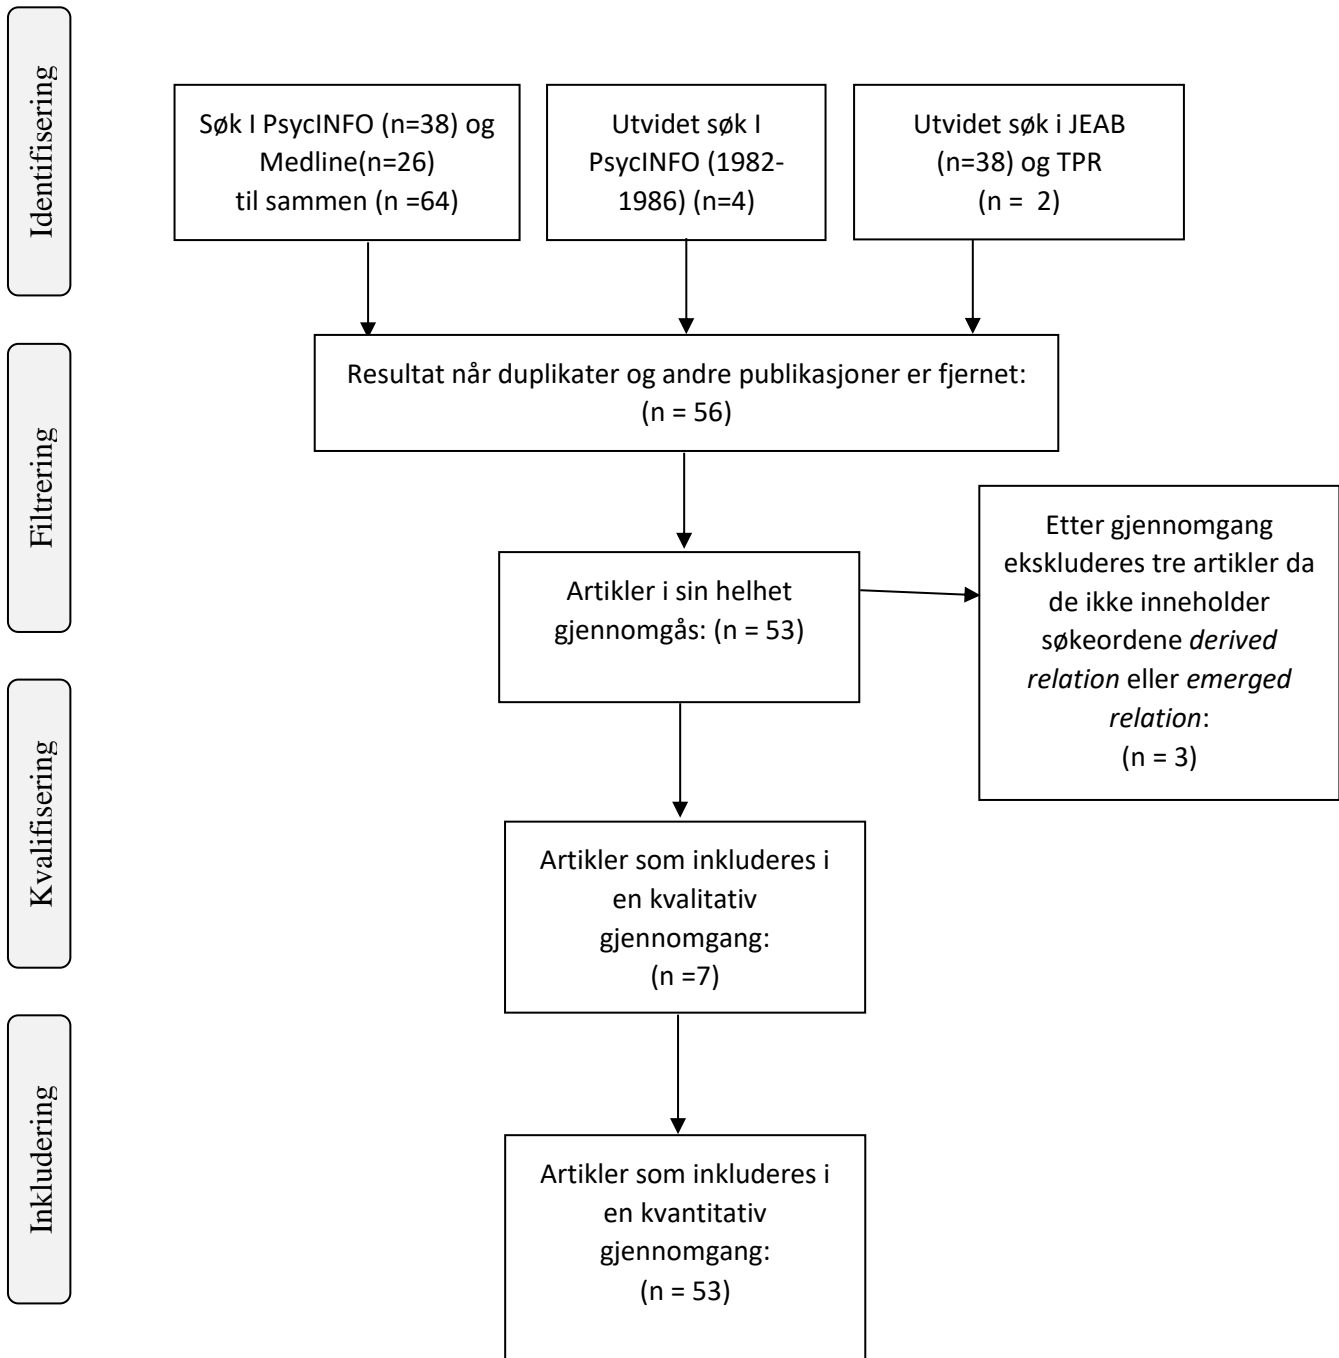 Identifisering
Søk I PsycINFO (n=38) og
Medline(n=26)
til sammen (n =64)
Utvidet søk I
PsycINFO (1982-
1986) (n=4)
Utvidet søk i JEAB
(n=38) og TPR
(n = 2)
Filtrering
Resultat når duplikater og andre publikasjoner er fjernet:
(n = 56)
Artikler i sin helhet
gjennomgås: (n = 53)
Etter gjennomgang
ekskluderes tre artikler da
de ikke inneholder
søkeordene derived
relation eller emerged
relation:
(n = 3)
Kvalifisering
Artikler som inkluderes i
en kvalitativ
gjennomgang:
(n =7)
Inkludering
Artikler som inkluderes i
en kvantitativ
gjennomgang:
(n = 53)